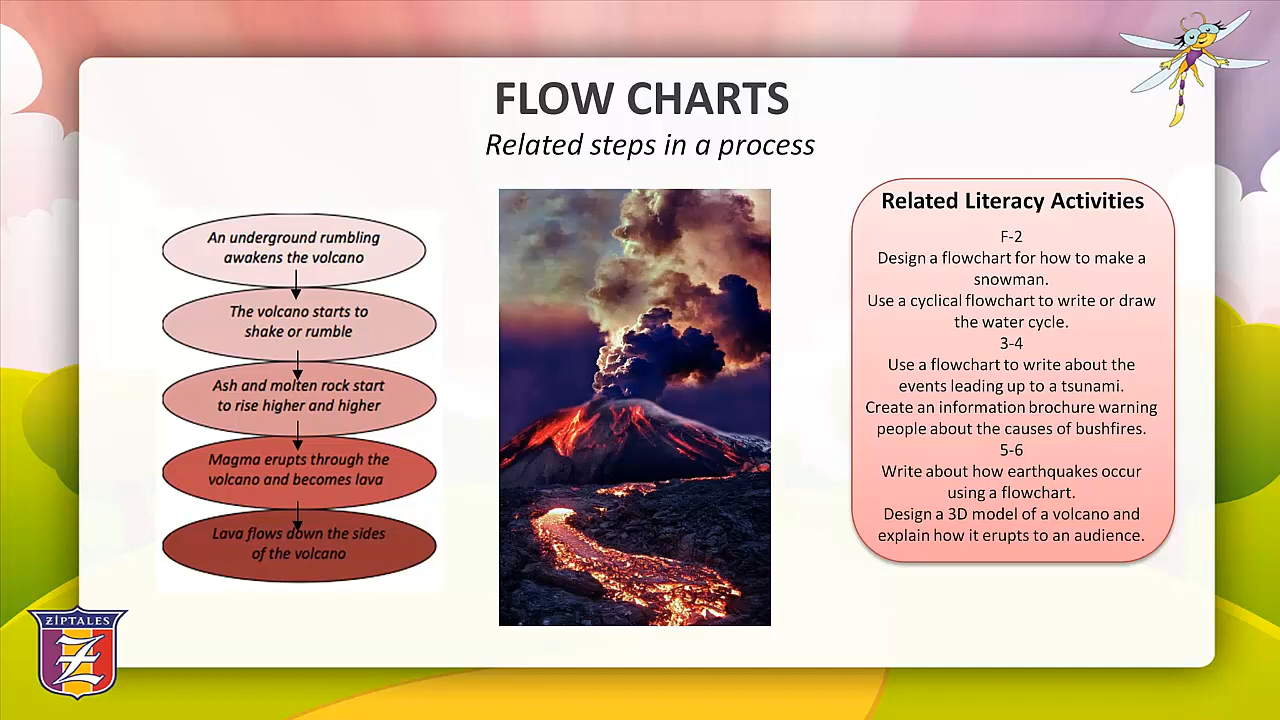 FLOW CHARTS
Related steps in a process
An underground rumbling
awakens the volcano
The volcano starts to
shake or rumble
Ash and molten rock start
to rise higher and higher
Magma erupts through the
volcano and becomes lava
Lava flows down the sides
of the volcano
Related Literacy Activities
F-2
Design a flowchart for how to make a
snowman.
Use a cyclical flowchart to write or draw
the water cycle.
3-4
Use a flowchart to write about the
events leading up to a tsunami.
Create an information brochure warning
people about the causes of bushfires.
5-6
Write about how earthquakes occur
using a flowchart.
Design a 3D model of a volcano and
explain how it erupts to an audience.
ZIPTALES
Z